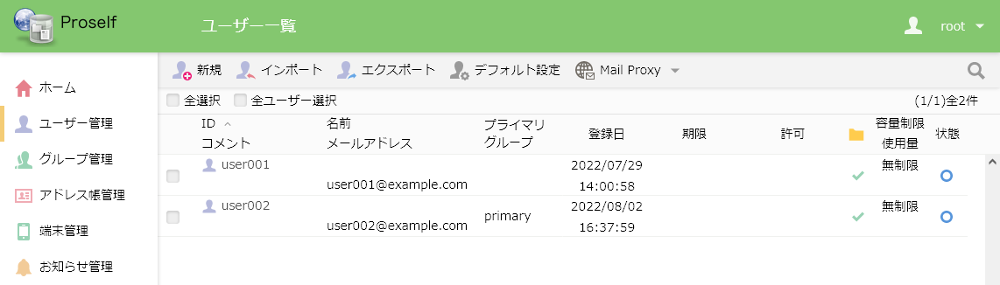 Proself
ユーザー一覧
root
ホーム
ユーザー管理
グループ管理
アドレス帳管理
端末管理
お知らせ管理
新規 インポート エクスポート デフォルト設定 Mail Proxy
全選択 全ユーザー選択 (1/1)全2件
ID 名前 プライマリ 登録日 期限 許可 容量制限 状態
コメント メールアドレス グループ 使用量
user001 2022/07/29 無制限
user001@example.com 14:00:58
user002 primary 2022/08/02 無制限
user002@example.com 16:37:59